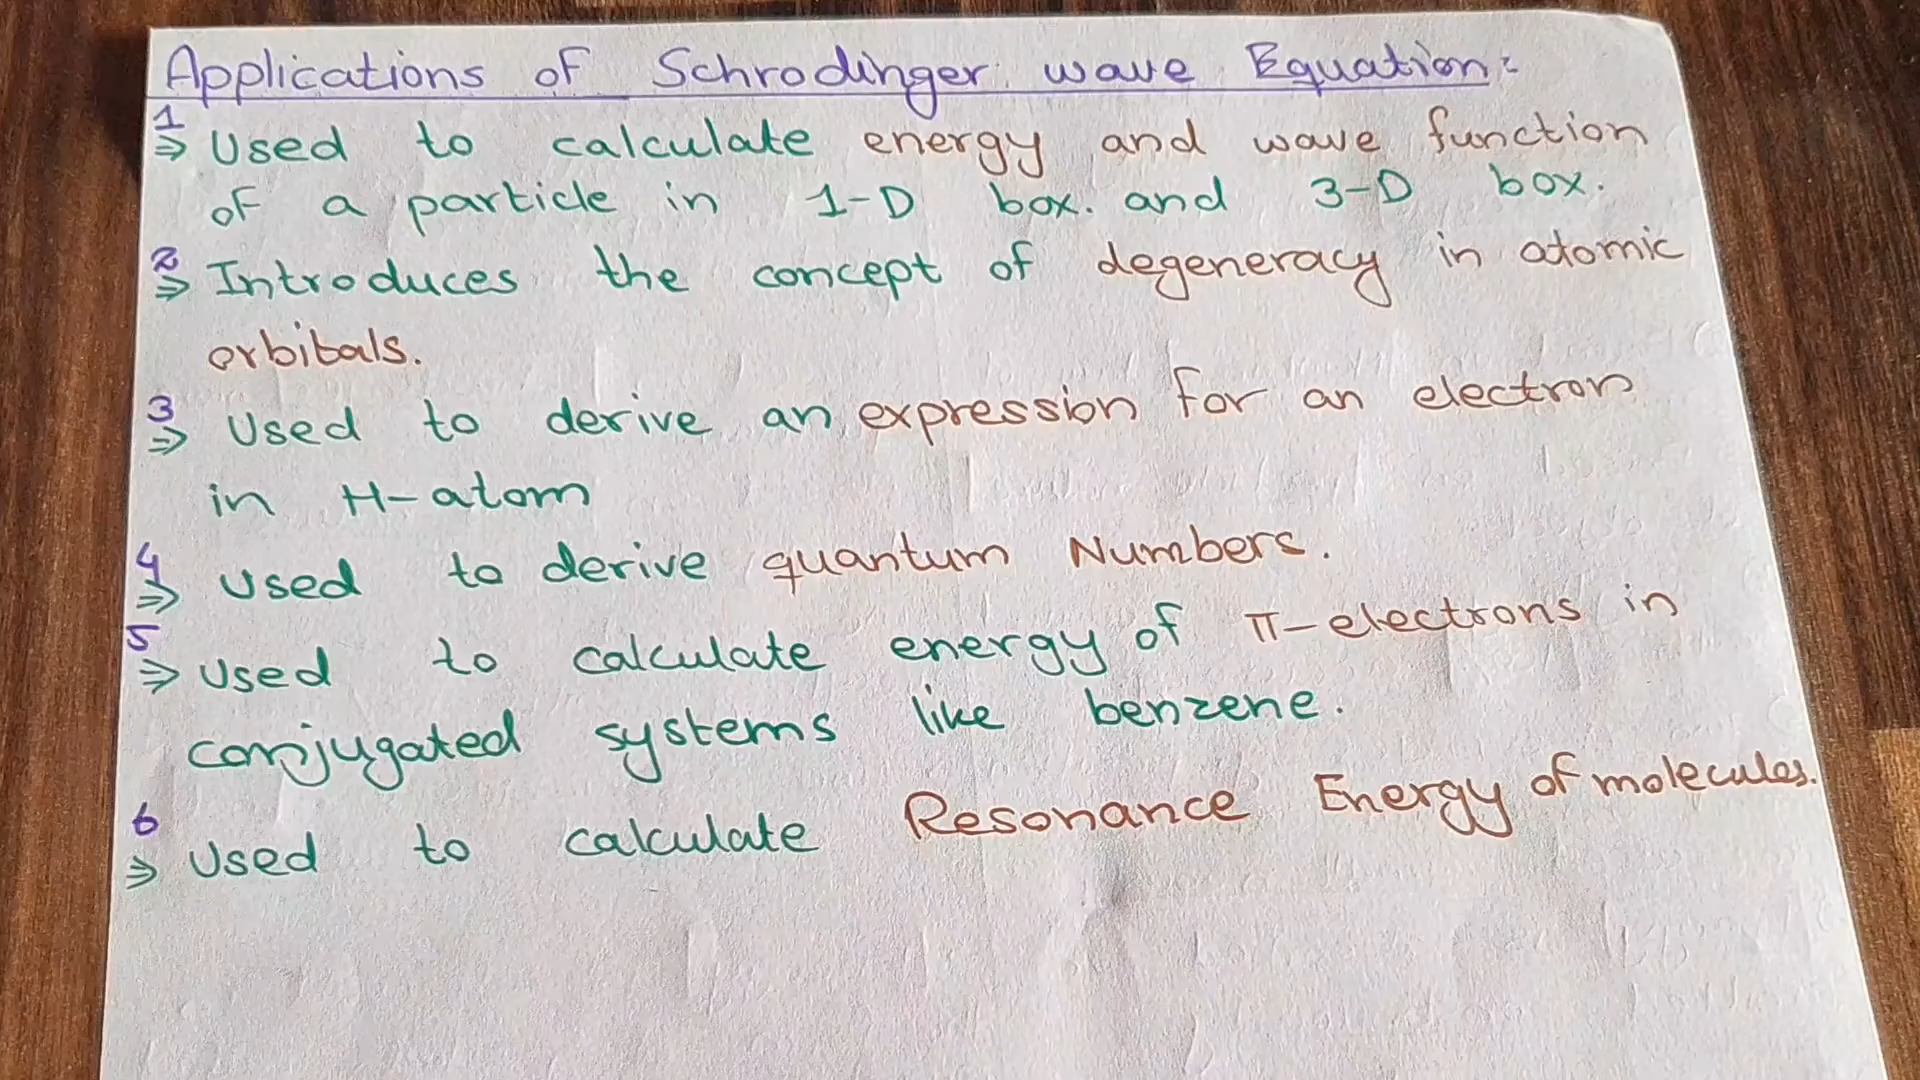 Applications of Schrodinger wave Equation:
1
⇒ Used to calculate energy and wave function
of a particle in 1-D box. and 3-D box.
2
⇒ Introduces the concept of degeneracy in atomic
orbitals.
3
⇒ Used to derive an expression for an electron
in H-atom
4
⇒ Used to derive quantum Numbers.
5
⇒ Used to calculate energy of π-electrons in
conjugated systems like benzene.
6
⇒ Used to calculate Resonance Energy of molecules.